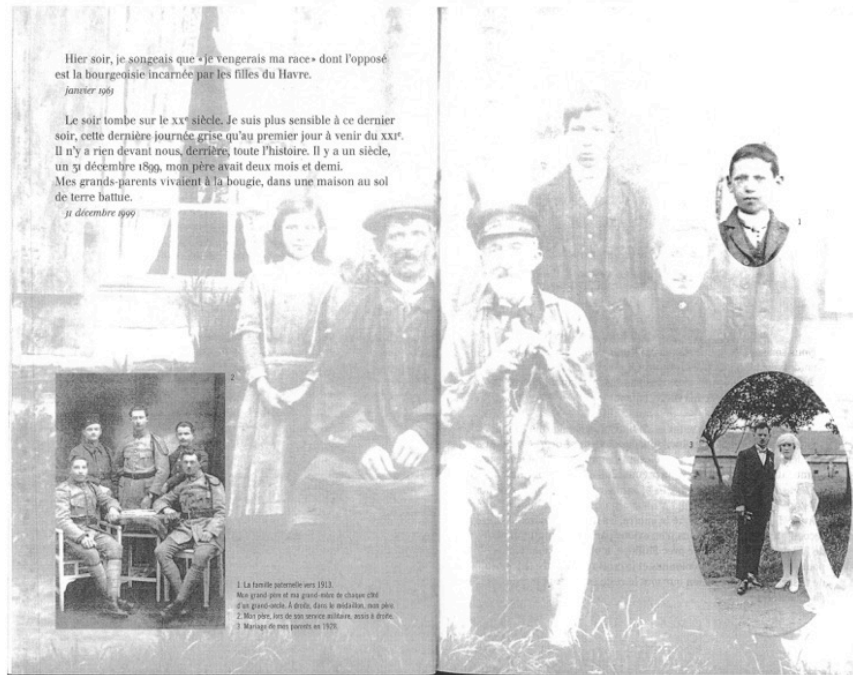 Hier soir, je songeais que «je vengerais ma race» dont l'opposé
est la bourgeoisie incarnée par les filles du Havre.
janvier 1963
Le soir tombe sur le XXe siècle. Je suis plus sensible à ce dernier
soir, cette dernière journée grise qu'au premier jour à venir du XXIe.
Il n'y a rien devant nous, derrière, toute l'histoire. Il y a un siècle,
un 31 décembre 1899, mon père avait deux mois et demi.
Mes grands-parents vivaient à la bougie, dans une maison au sol
de terre battue.
31 décembre 1999
1
2
3
1. La famille paternelle vers 1913.
Mon grand-père et ma grand-mère de chaque côté
d'un grand-oncle. À droite, dans le médaillon, mon père.
2. Mon père, lors de son service militaire, assis à droite.
3. Mariage de mes parents en 1928.